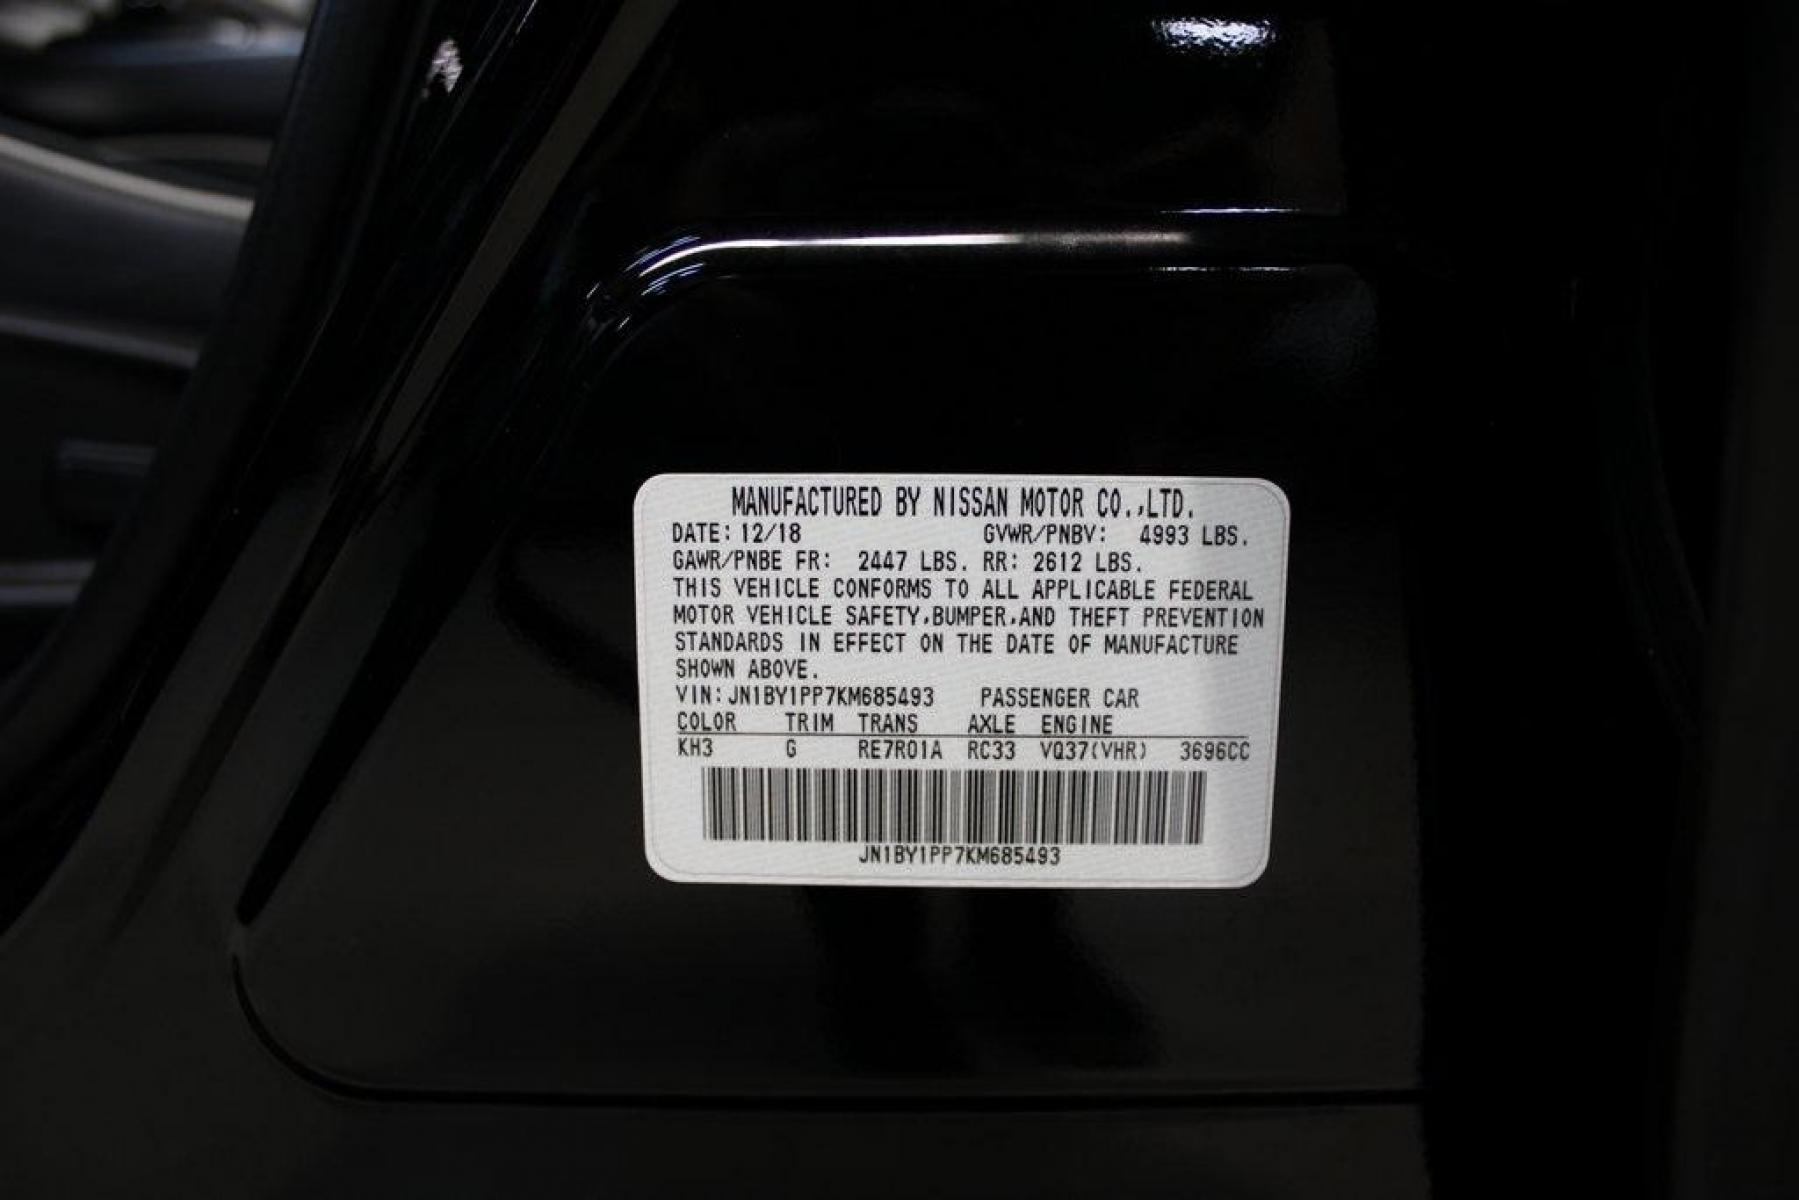 MANUFACTURED BY NISSAN MOTOR CO.,LTD.
DATE: 12/18 GVWR/PNBV: 4993 LBS.
GAWR/PNBE FR: 2447 LBS. RR: 2612 LBS.
THIS VEHICLE CONFORMS TO ALL APPLICABLE FEDERAL
MOTOR VEHICLE SAFETY,BUMPER,AND THEFT PREVENTION
STANDARDS IN EFFECT ON THE DATE OF MANUFACTURE
SHOWN ABOVE.
VIN: JN1BY1PP7KM685493 PASSENGER CAR
COLOR TRIM TRANS AXLE ENGINE
KH3 G RE7R01A RC33 VQ37(VHR) 3696CC
JN1BY1PP7KM685493